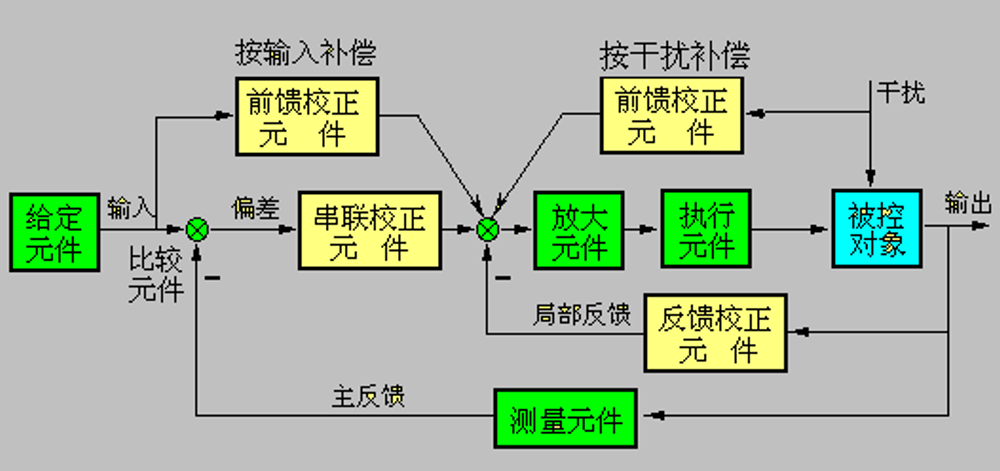 按输入补偿
按干扰补偿
前馈校正
元 件
前馈校正
元 件
干扰
给定
元件
输入
比较
元件
偏差
串联校正
元 件
放大
元件
执行
元件
被控
对象
输出
局部反馈
反馈校正
元 件
主反馈
测量元件